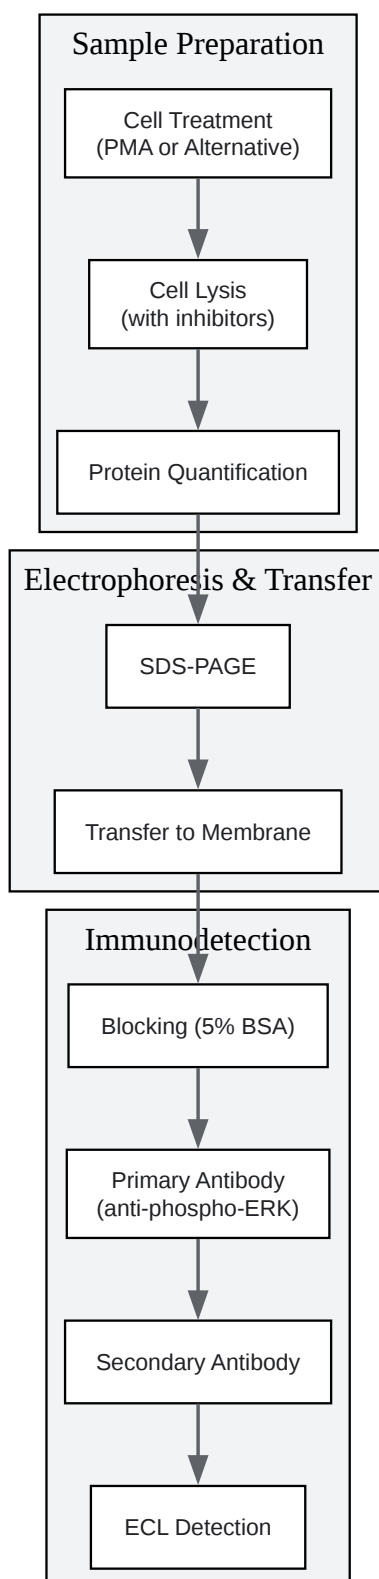 Sample Preparation
Cell Treatment
(PMA or Alternative)
Cell Lysis
(with inhibitors)
Protein Quantification
Electrophoresis & Transfer
SDS-PAGE
Transfer to Membrane
Immunodetection
Blocking (5% BSA)
Primary Antibody
(anti-phospho-ERK)
Secondary Antibody
ECL Detection